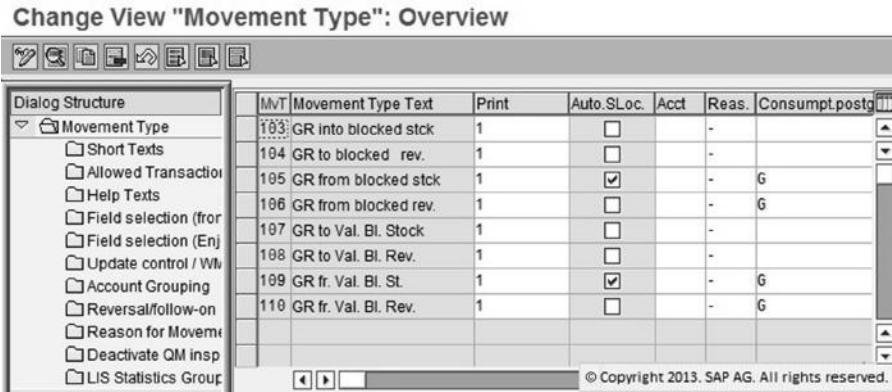 Change View "Movement Type": Overview
Dialog Structure
Movement Type
Short Texts
Allowed Transaction
Help Texts
Field selection (fror
Field selection (Enj
Update control / WM
Account Grouping
Reversal/follow-on
Reason for Moveme
Deactivate QM insp
LIS Statistics Group
MvT Movement Type Text Print Auto.SLoc. Acct Reas. Consumpt.postg
103 GR into blocked stck 1 -
104 GR to blocked rev. 1 -
105 GR from blocked stck 1 - G
106 GR from blocked rev. 1 - G
107 GR to Val. Bl. Stock 1 -
108 GR to Val. Bl. Rev. 1 -
109 GR fr. Val. Bl. St. 1 - G
110 GR fr. Val. Bl. Rev. 1 - G
© Copyright 2013. SAP AG. All rights reserved.